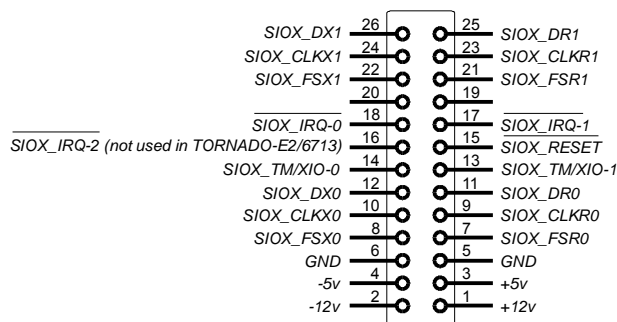 SIOX_DX1 26 25 SIOX_DR1
SIOX_CLKX1 24 23 SIOX_CLKR1
SIOX_FSX1 22 21 SIOX_FSR1
20 19
SIOX_IRQ-0 18 17 SIOX_IRQ-1
SIOX_IRQ-2 (not used in TORNADO-E2/6713) 16 15 SIOX_RESET
SIOX_TM/XIO-0 14 13 SIOX_TM/XIO-1
SIOX_DX0 12 11 SIOX_DR0
SIOX_CLKX0 10 9 SIOX_CLKR0
SIOX_FSX0 8 7 SIOX_FSR0
GND 6 5 GND
-5v 4 3 +5v
-12v 2 1 +12v